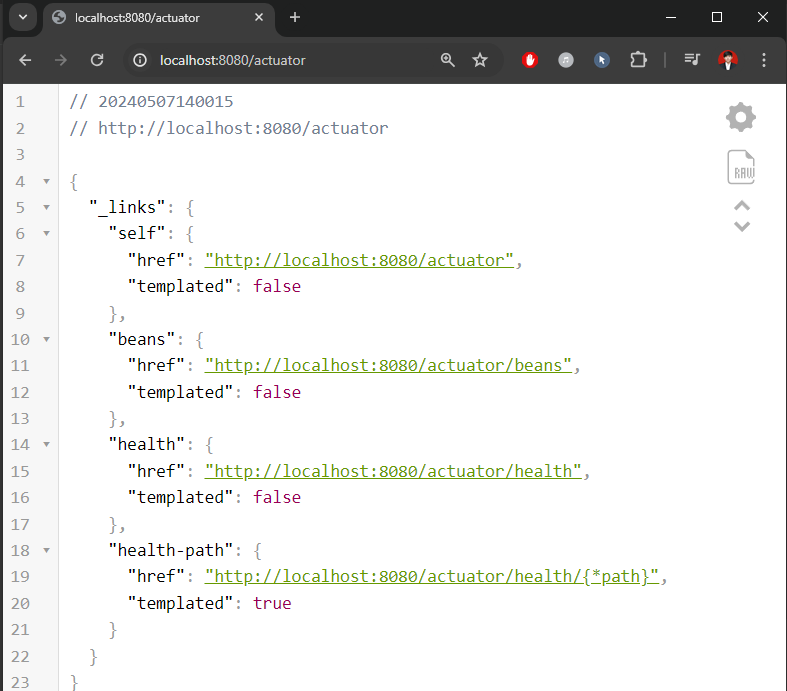 localhost:8080/actuator
localhost:8080/actuator
1 // 20240507140015
2 // http://localhost:8080/actuator
3
4 {
5 "_links": {
6 "self": {
7 "href": "http://localhost:8080/actuator",
8 "templated": false
9 },
10 "beans": {
11 "href": "http://localhost:8080/actuator/beans",
12 "templated": false
13 },
14 "health": {
15 "href": "http://localhost:8080/actuator/health",
16 "templated": false
17 },
18 "health-path": {
19 "href": "http://localhost:8080/actuator/health/{*path}",
20 "templated": true
21 }
22 }
23 }
RAW